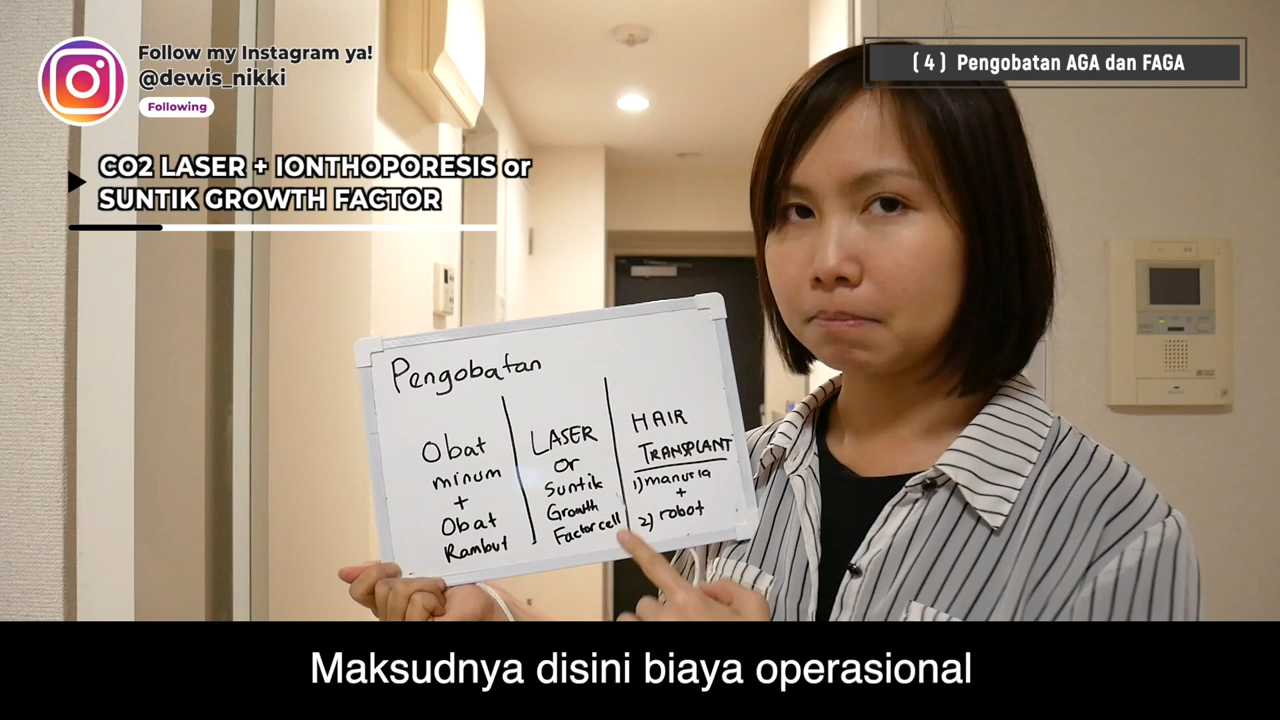 Follow my Instagram ya!
@dewis_nikki
Following
( 4 ) Pengobatan AGA dan FAGA
CO2 LASER + IONTHOPORESIS or
SUNTIK GROWTH FACTOR
Pengobatan
Obat
minum
+
Obat
Rambut
LASER
or
Suntik
Growth
Factor cell
HAIR
TRANSPLANT
1) manusia
+
2) robot
Maksudnya disini biaya operasional